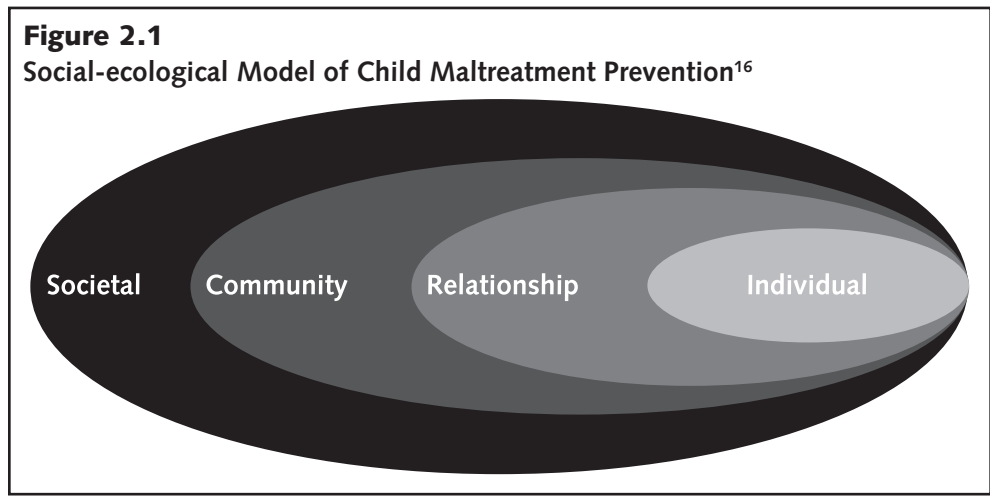 Figure 2.1
Social-ecological Model of Child Maltreatment Prevention¹⁶
Societal Community Relationship Individual